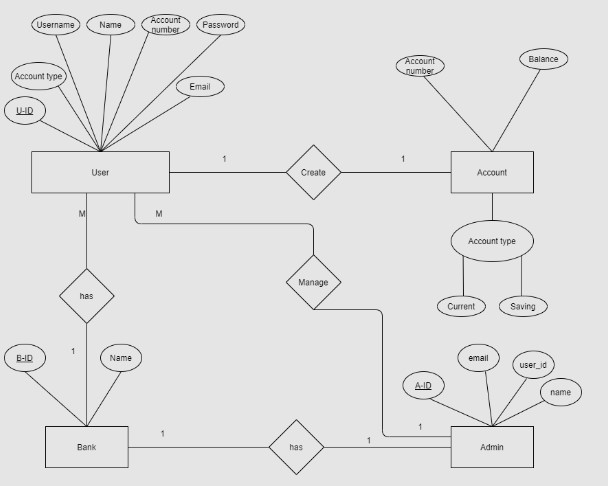 Username
Name
Account
number
Password
Account type
Email
U-ID
Account
number
Balance
User
1
Create
1
Account
M
M
Account type
has
Manage
Current
Saving
1
B-ID
Name
email
user_id
A-ID
name
1
1
1
Bank
has
Admin